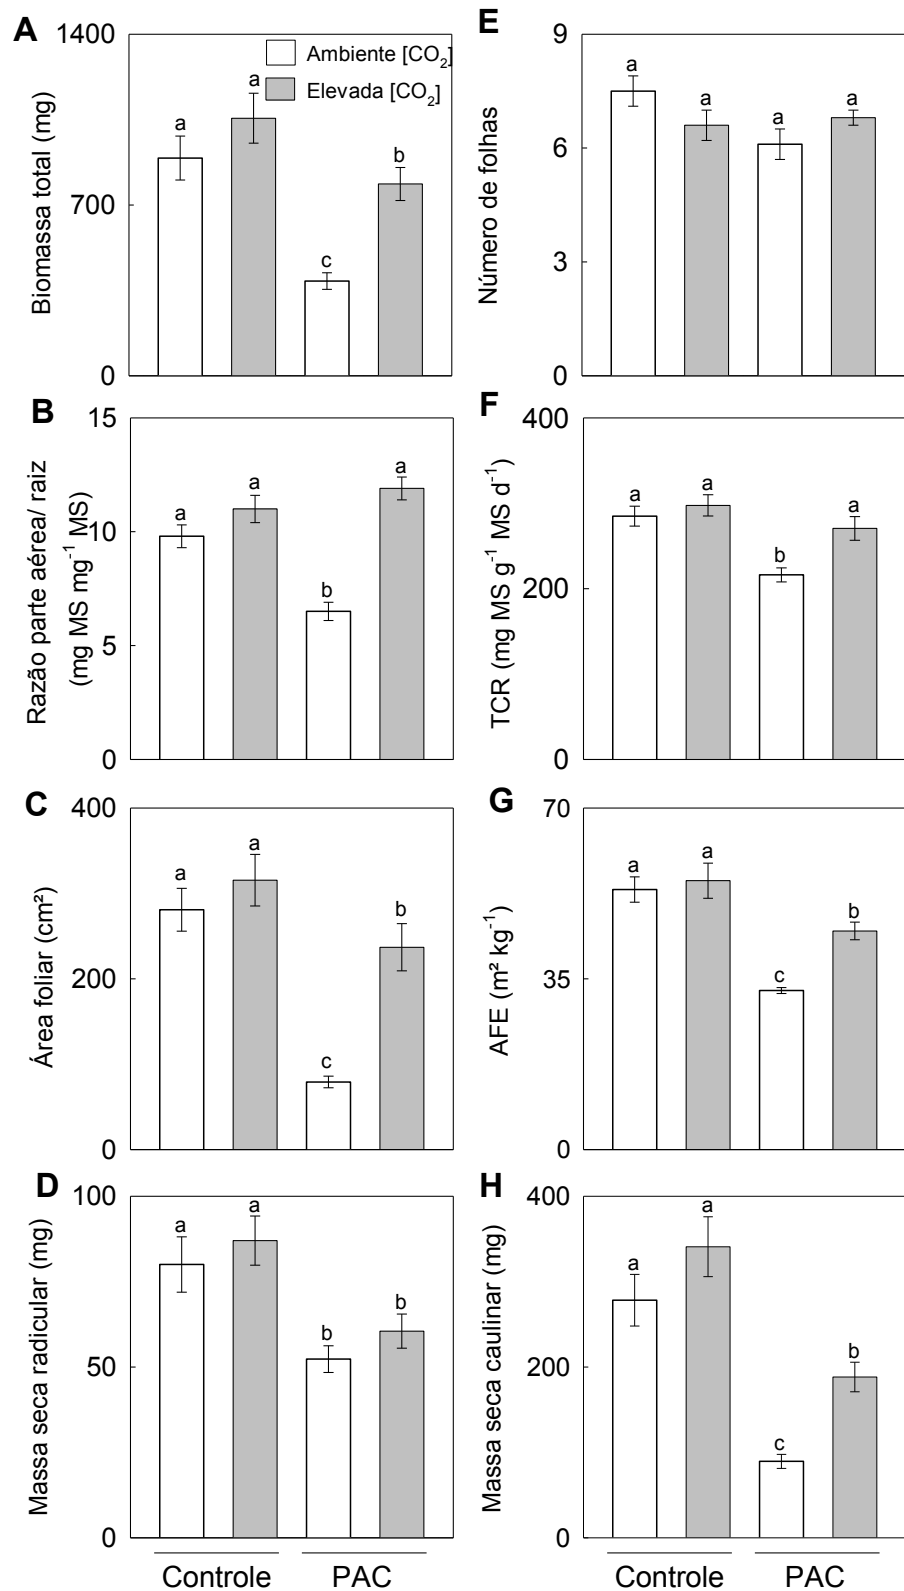 A
1400
700
0
Biomassa total (mg)
Ambiente [CO₂]
Elevada [CO₂]
a
a
c
b
E
9
6
3
0
Número de folhas
a
a
a
a
B
15
10
5
0
Razão parte aérea/ raiz
(mg MS mg⁻¹ MS)
a
a
b
a
F
400
200
0
TCR (mg MS g⁻¹ MS d⁻¹)
a
a
b
a
C
400
200
0
Área foliar (cm²)
a
a
c
b
G
70
35
0
AFE (m² kg⁻¹)
a
a
c
b
D
100
50
0
Massa seca radicular (mg)
a
a
b
b
Controle
PAC
H
400
200
0
Massa seca caulinar (mg)
a
a
c
b
Controle
PAC